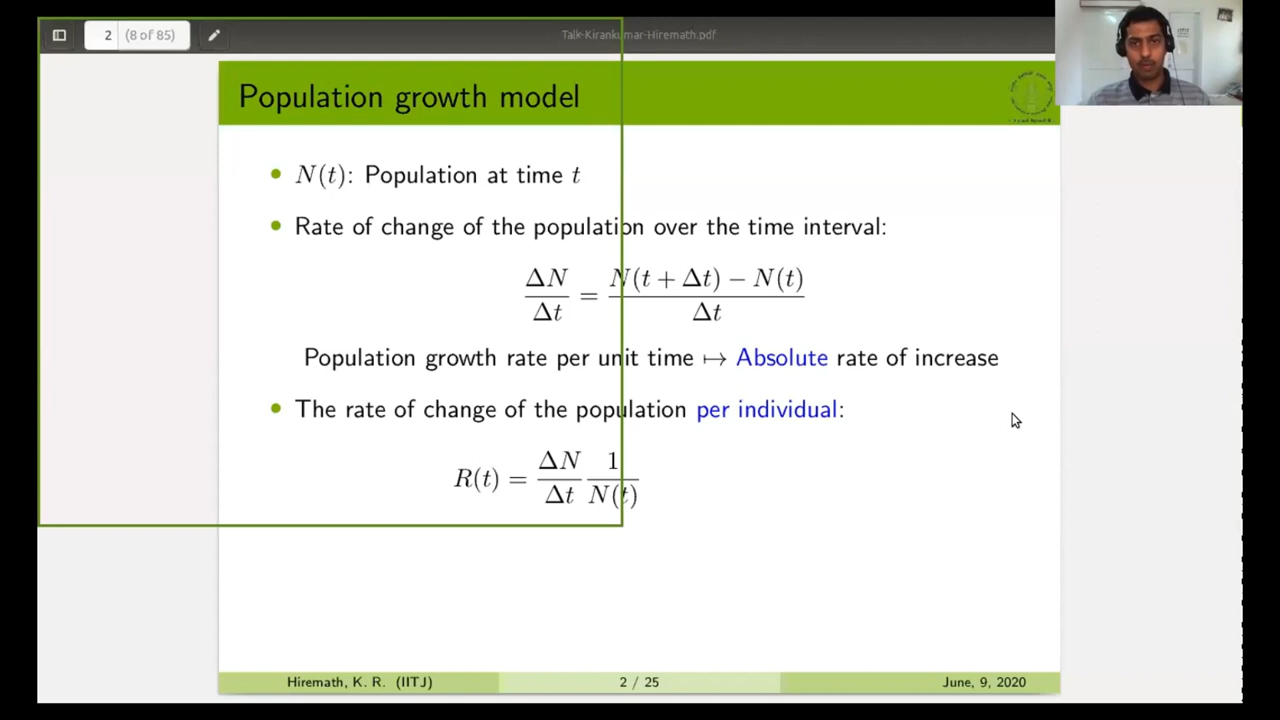 2 (8 of 85)
Talk-Kirankumar-Hiremath.pdf
Population growth model
• N(t): Population at time t
• Rate of change of the population over the time interval:
ΔN/Δt = (N(t + Δt) − N(t))/Δt
Population growth rate per unit time ↦ Absolute rate of increase
• The rate of change of the population per individual:
R(t) = ΔN/Δt 1/N(t)
Hiremath, K. R. (IITJ) 2 / 25 June, 9, 2020